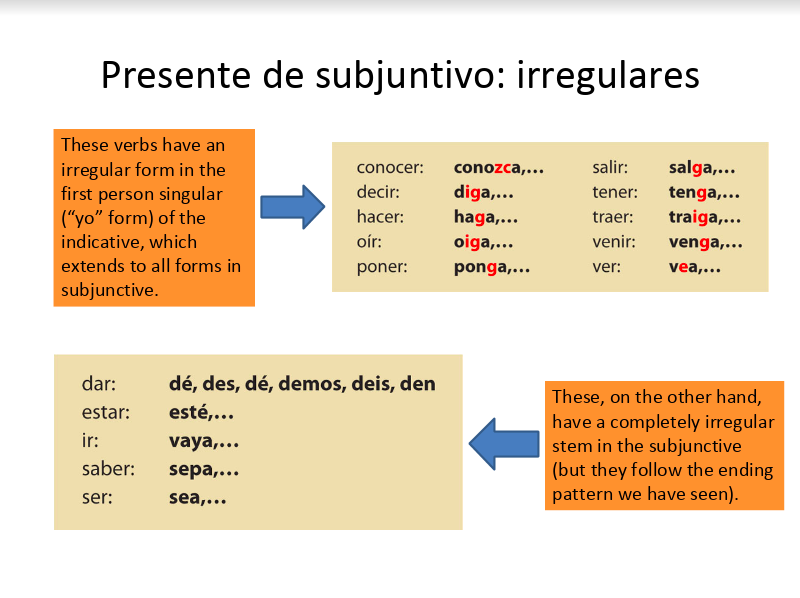 Presente de subjuntivo: irregulares
These verbs have an
irregular form in the
first person singular
(“yo” form) of the
indicative, which
extends to all forms in
subjunctive.
conocer: conozca,... salir: salga,...
decir: diga,... tener: tenga,...
hacer: haga,... traer: traiga,...
oír: oiga,... venir: venga,...
poner: ponga,... ver: vea,...
dar: dé, des, dé, demos, deis, den
estar: esté,...
ir: vaya,...
saber: sepa,...
ser: sea,...
These, on the other hand,
have a completely irregular
stem in the subjunctive
(but they follow the ending
pattern we have seen).